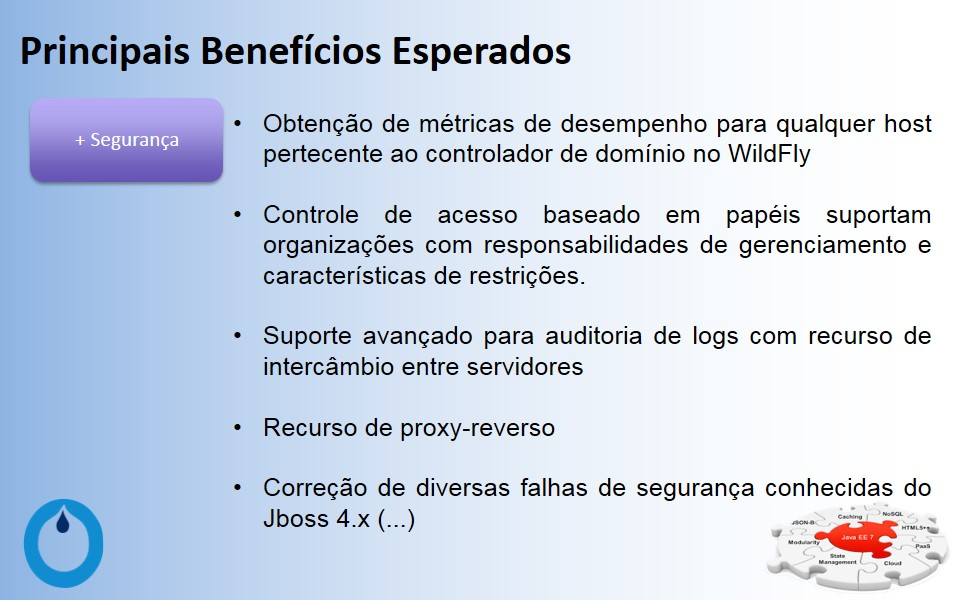 Principais Benefícios Esperados
+ Segurança
• Obtenção de métricas de desempenho para qualquer host
pertecente ao controlador de domínio no WildFly
• Controle de acesso baseado em papéis suportam
organizações com responsabilidades de gerenciamento e
características de restrições.
• Suporte avançado para auditoria de logs com recurso de
intercâmbio entre servidores
• Recurso de proxy-reverso
• Correção de diversas falhas de segurança conhecidas do
Jboss 4.x (...)
Caching
NoSQL
JSON-B
HTML5++
Java EE 7
Modularity
PaaS
State
Management
Cloud